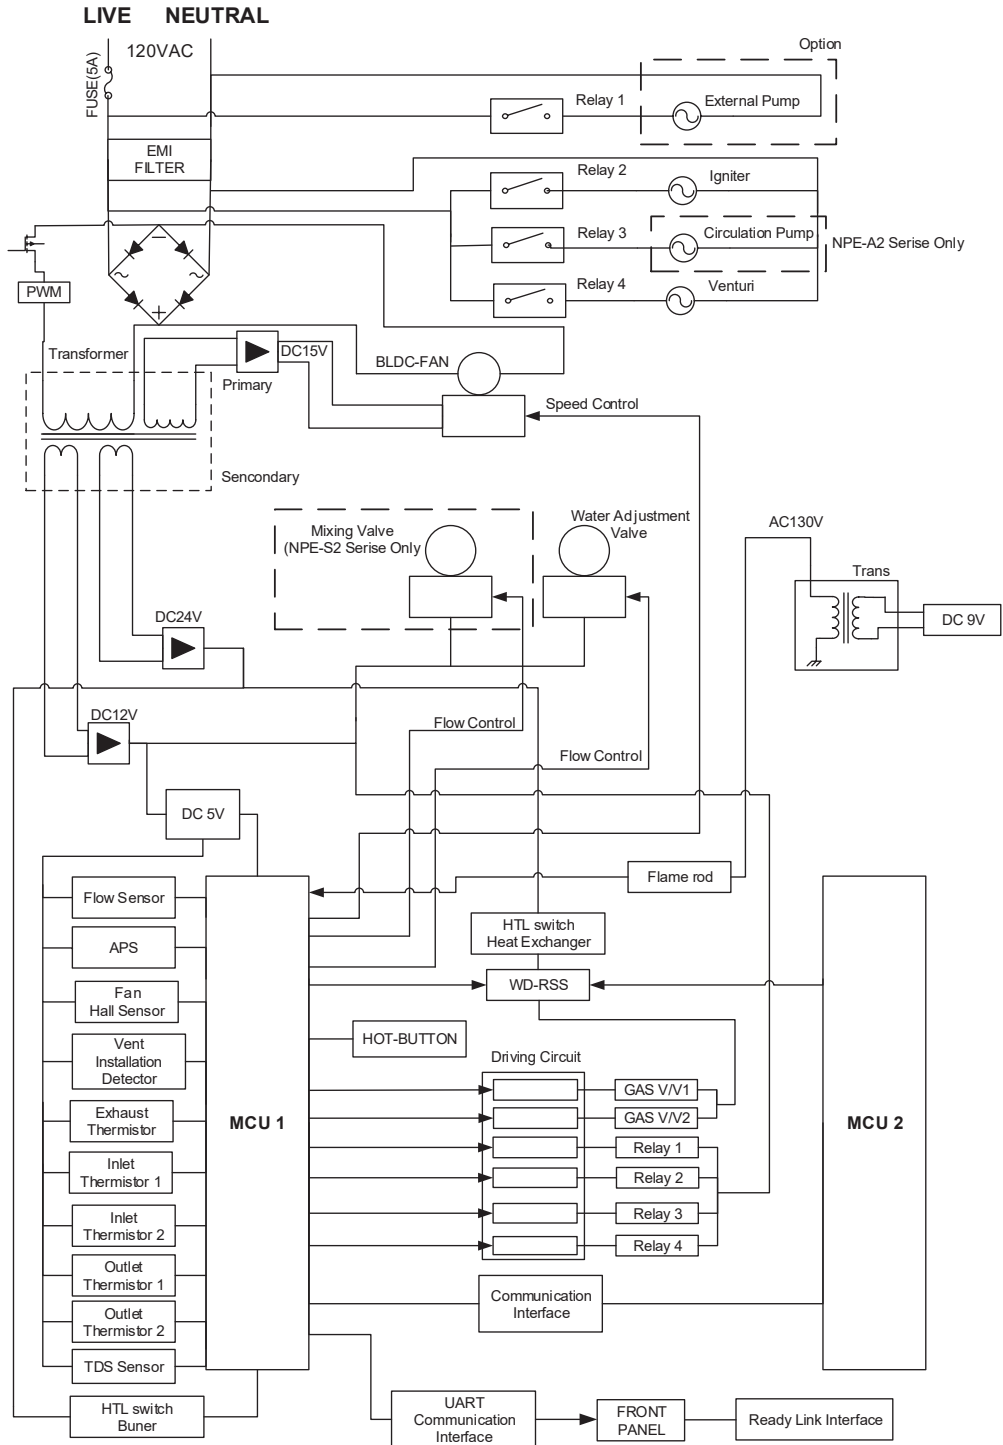 LIVE NEUTRAL
120VAC
FUSE(5A)
Option
Relay 1
External Pump
EMI
FILTER
Relay 2
Igniter
Relay 3
Circulation Pump
NPE-A2 Serise Only
PWM
Relay 4
Venturi
Transformer
DC15V
BLDC-FAN
Primary
Speed Control
Sencondary
Mixing Valve
(NPE-S2 Serise Only
Water Adjustment
Valve
AC130V
Trans
DC 9V
DC24V
DC12V
Flow Control
Flow Control
DC 5V
Flow Sensor
Flame rod
APS
HTL switch
Heat Exchanger
Fan
Hall Sensor
WD-RSS
HOT-BUTTON
Vent
Installation
Detector
Driving Circuit
GAS V/V1
Exhaust
Thermistor
MCU 1
GAS V/V2
MCU 2
Inlet
Thermistor 1
Relay 1
Relay 2
Inlet
Thermistor 2
Relay 3
Relay 4
Outlet
Thermistor 1
Communication
Interface
Outlet
Thermistor 2
TDS Sensor
HTL switch
Buner
UART
Communication
Interface
FRONT
PANEL
Ready Link Interface